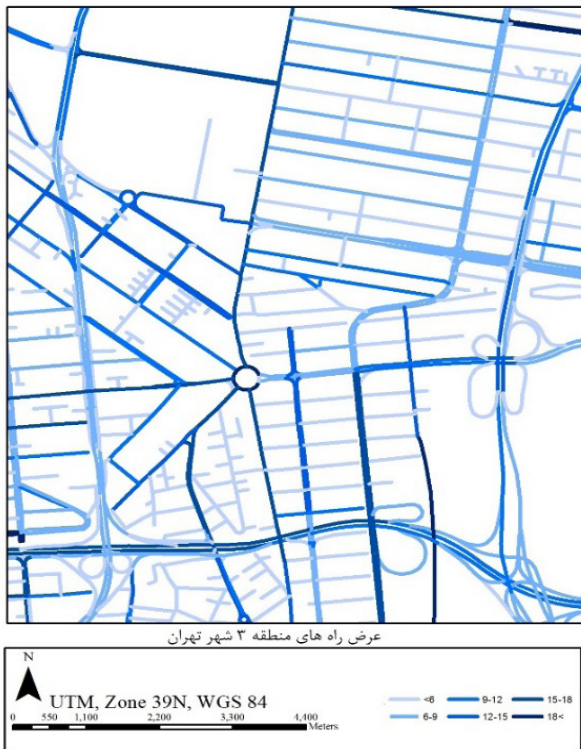 عرض راه های منطقه ۳ شهر تهران
N
UTM, Zone 39N, WGS 84
0 550 1,100 2,200 3,300 4,400
Meters
<6 9-12 15-18
6-9 12-15 18<